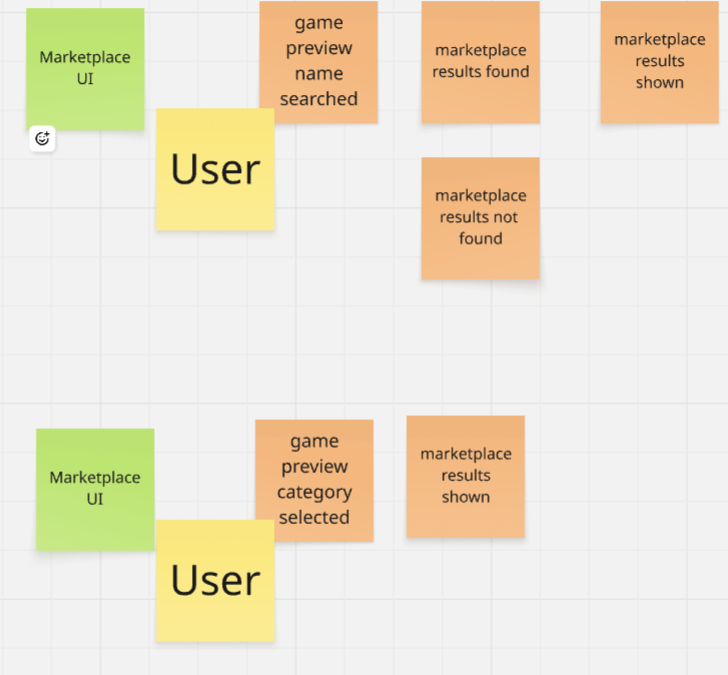 Marketplace
UI
game
preview
name
searched
marketplace
results found
marketplace
results
shown
User
marketplace
results not
found
Marketplace
UI
game
preview
category
selected
marketplace
results
shown
User